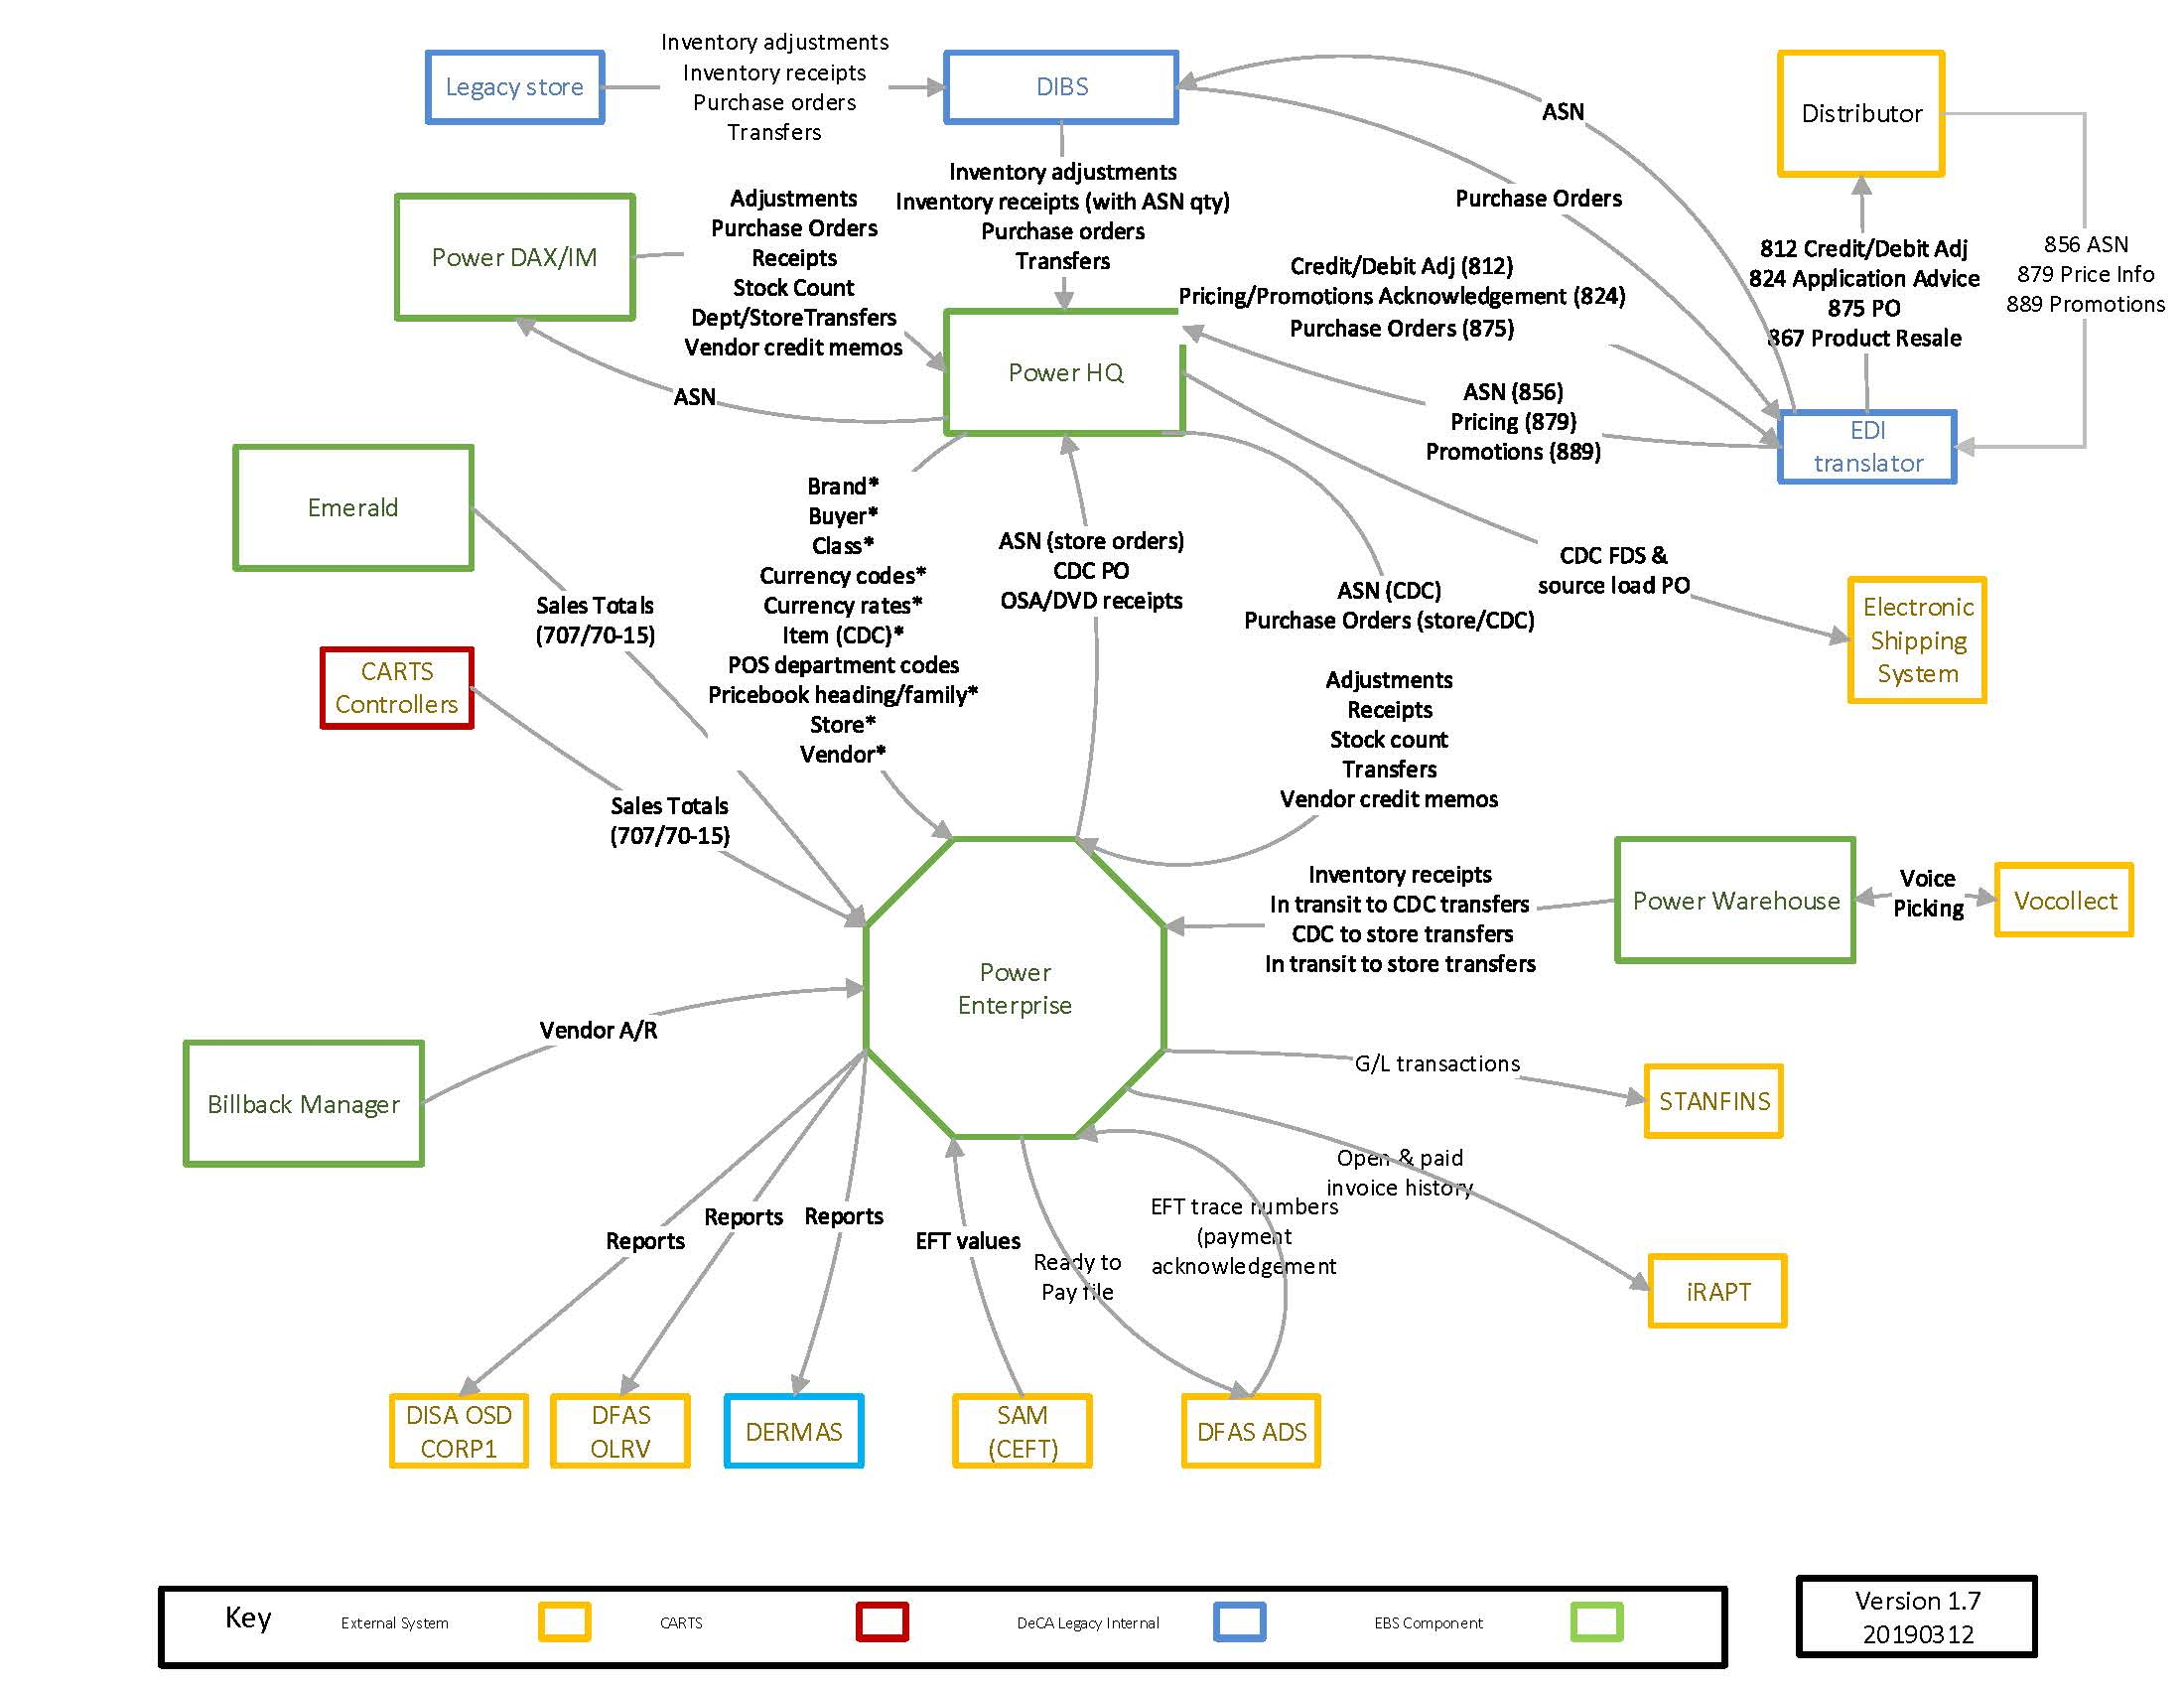 Legacy store
Inventory adjustments
Inventory receipts
Purchase orders
Transfers
DIBS
ASN
Distributor
Purchase Orders
812 Credit/Debit Adj
824 Application Advice
875 PO
867 Product Resale
856 ASN
879 Price Info
889 Promotions
Power DAX/IM
Adjustments
Purchase Orders
Receipts
Stock Count
Dept/StoreTransfers
Vendor credit memos
Inventory adjustments
Inventory receipts (with ASN qty)
Purchase orders
Transfers
Credit/Debit Adj (812)
Pricing/Promotions Acknowledgement (824)
Purchase Orders (875)
Power HQ
ASN
ASN (856)
Pricing (879)
Promotions (889)
EDI
translator
Emerald
Brand*
Buyer*
Class*
Currency codes*
Currency rates*
Item (CDC)*
POS department codes
Pricebook heading/family*
Store*
Vendor*
ASN (store orders)
CDC PO
OSA/DVD receipts
ASN (CDC)
Purchase Orders (store/CDC)
CDC FDS &
source load PO
Electronic
Shipping
System
Sales Totals
(707/70-15)
CARTS
Controllers
Sales Totals
(707/70-15)
Adjustments
Receipts
Stock count
Transfers
Vendor credit memos
Inventory receipts
In transit to CDC transfers
CDC to store transfers
In transit to store transfers
Power Warehouse
Voice
Picking
Vocollect
Power
Enterprise
Vendor A/R
Billback Manager
G/L transactions
STANFINS
Open & paid
invoice history
iRAPT
Reports
Reports
Reports
EFT values
Ready to
Pay file
EFT trace numbers
(payment
acknowledgement
DISA OSD
CORP1
DFAS
OLRV
DERMAS
SAM
(CEFT)
DFAS ADS
Key
External System
CARTS
DeCA Legacy Internal
EBS Component
Version 1.7
20190312